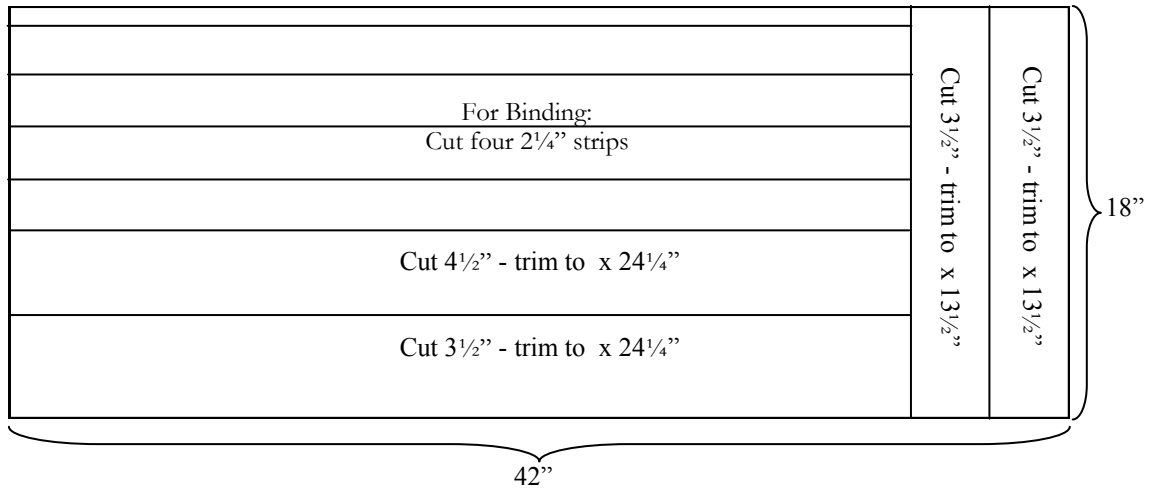 For Binding:
Cut four 2¼” strips
Cut 4½” - trim to x 24¼”
Cut 3½” - trim to x 24¼”
Cut 3½” - trim to x 13½”
Cut 3½” - trim to x 13½”
18”
42”